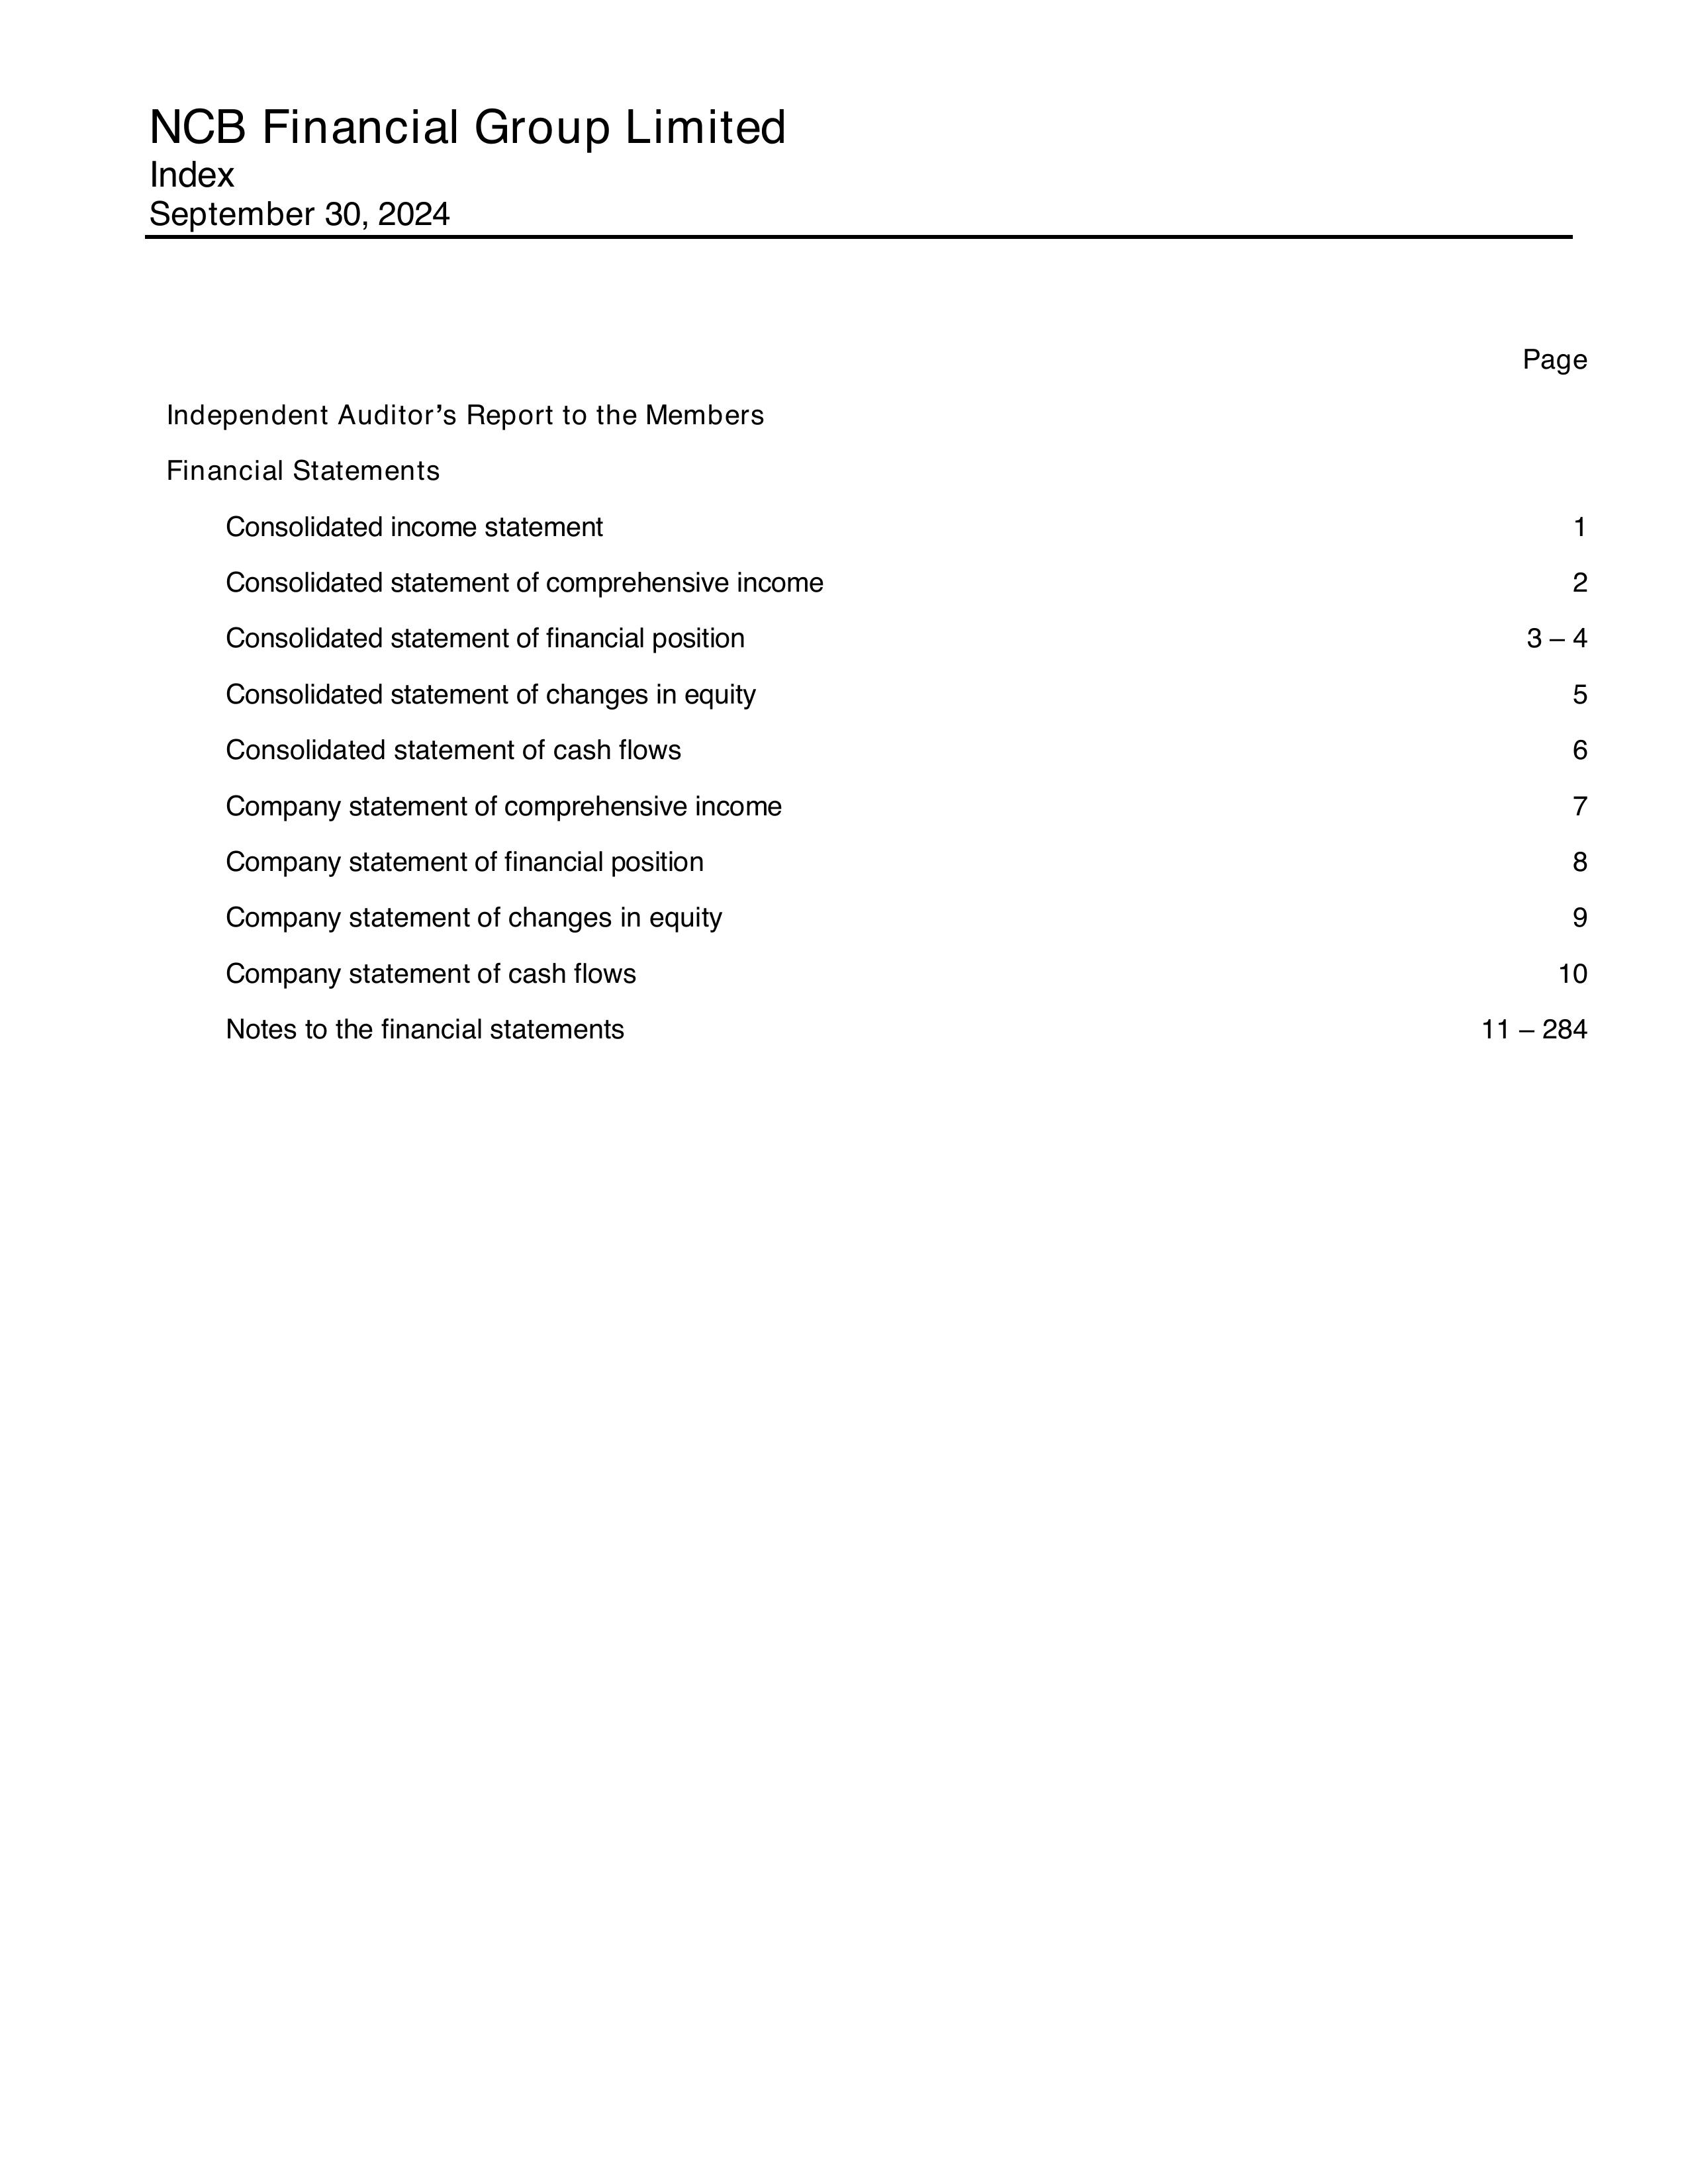 NCB Financial Group Limited
Index
September 30, 2024
Page
Independent Auditor’s Report to the Members
Financial Statements
Consolidated income statement 1
Consolidated statement of comprehensive income 2
Consolidated statement of financial position 3 – 4
Consolidated statement of changes in equity 5
Consolidated statement of cash flows 6
Company statement of comprehensive income 7
Company statement of financial position 8
Company statement of changes in equity 9
Company statement of cash flows 10
Notes to the financial statements 11 – 284